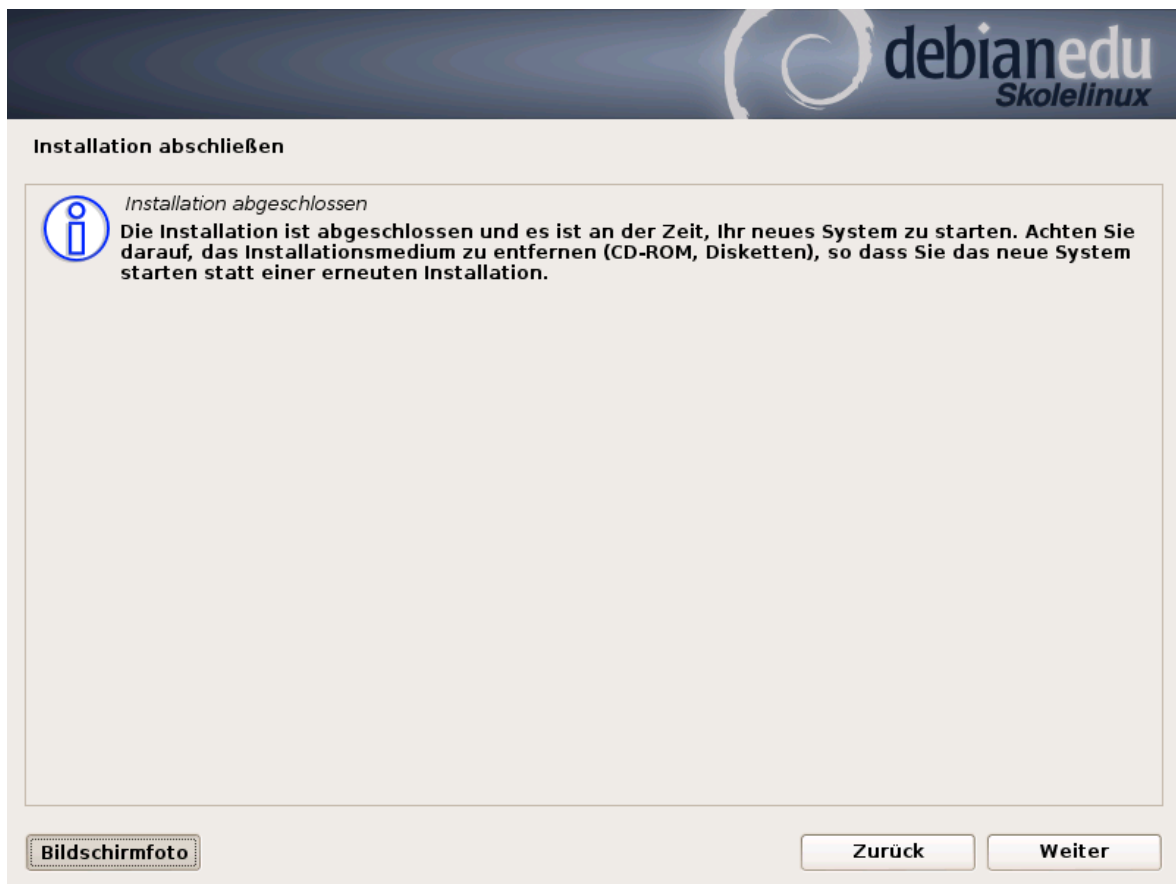 debianedu
Skolelinux
Installation abschließen
Installation abgeschlossen
Die Installation ist abgeschlossen und es ist an der Zeit, Ihr neues System zu starten. Achten Sie
darauf, das Installationsmedium zu entfernen (CD-ROM, Disketten), so dass Sie das neue System
starten statt einer erneuten Installation.
Bildschirmfoto
Zurück
Weiter